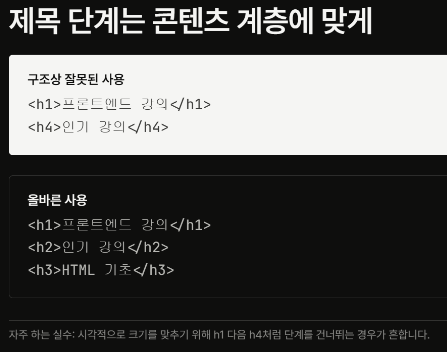 제목 단계는 콘텐츠 계층에 맞게
구조상 잘못된 사용
<h1>프론트엔드 강의</h1>
<h4>인기 강의</h4>
올바른 사용
<h1>프론트엔드 강의</h1>
<h2>인기 강의</h2>
<h3>HTML 기초</h3>
자주 하는 실수: 시각적으로 크기를 맞추기 위해 h1 다음 h4처럼 단계를 건너뛰는 경우가 흔합니다.